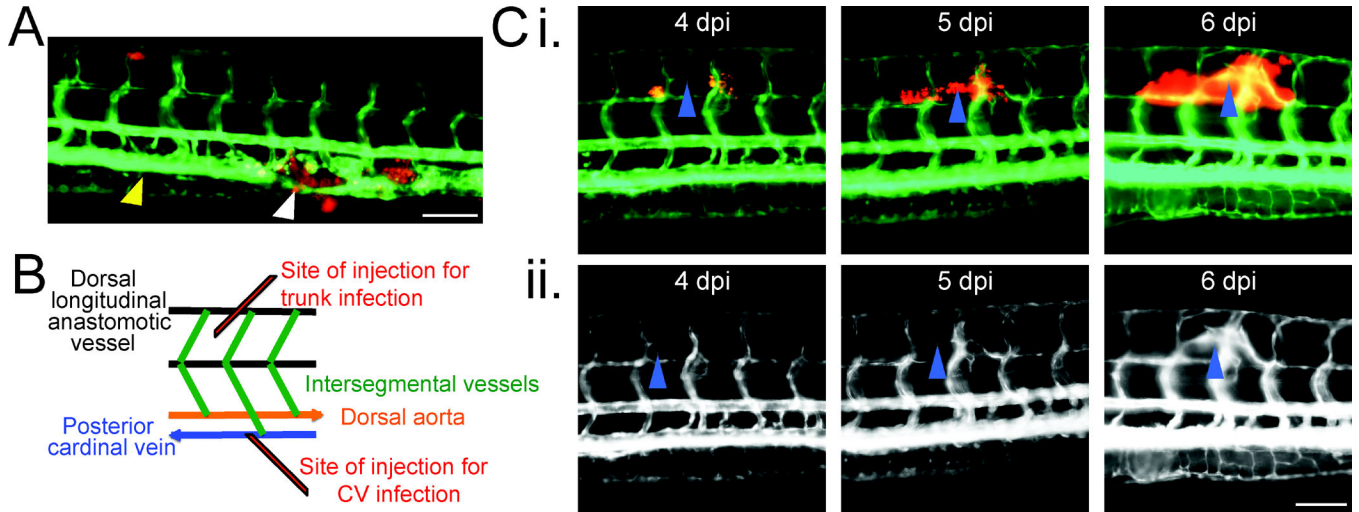 A
B
Dorsal
longitudinal
anastomotic
vessel
Site of injection for
trunk infection
Intersegmental vessels
Dorsal aorta
Posterior
cardinal vein
Site of injection for
CV infection
C i.
4 dpi
5 dpi
6 dpi
ii.
4 dpi
5 dpi
6 dpi